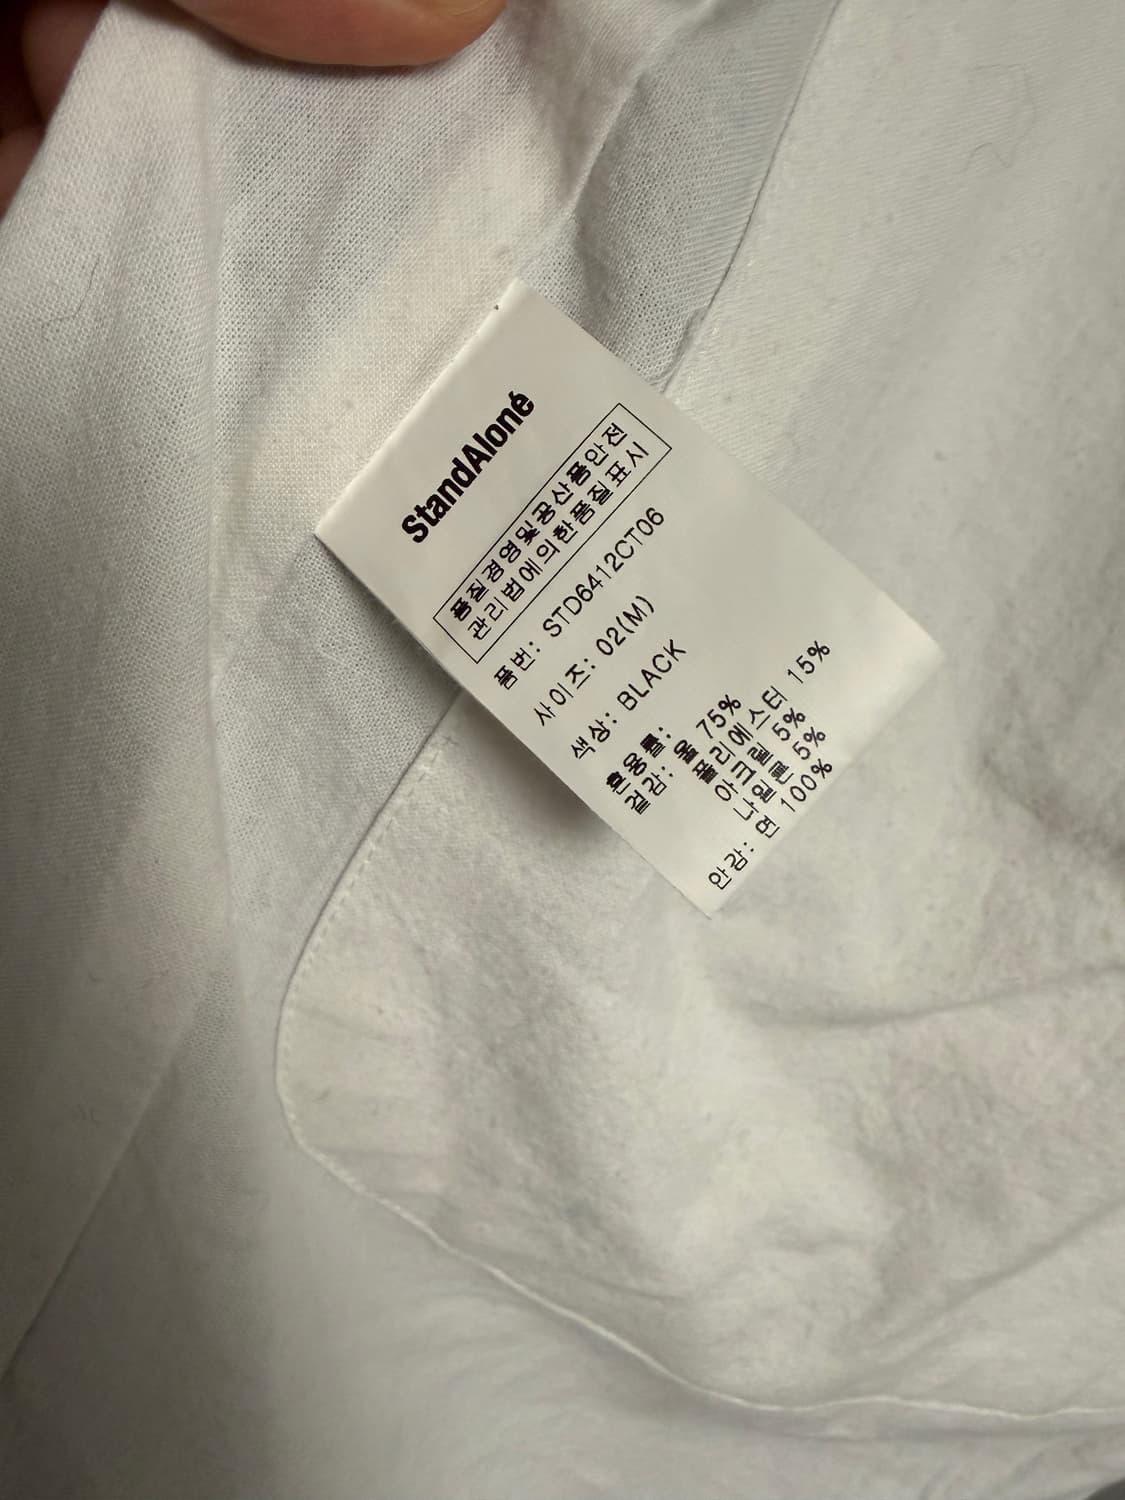 StandAloné
품질경영및공산품안전
관리법에의한품질표시
품번: STD6412CT06
사이즈: 02(M)
색상: BLACK
혼용률:
겉감: 울 75%
폴리에스터 15%
아크릴 5%
나일론 5%
안감: 면 100%